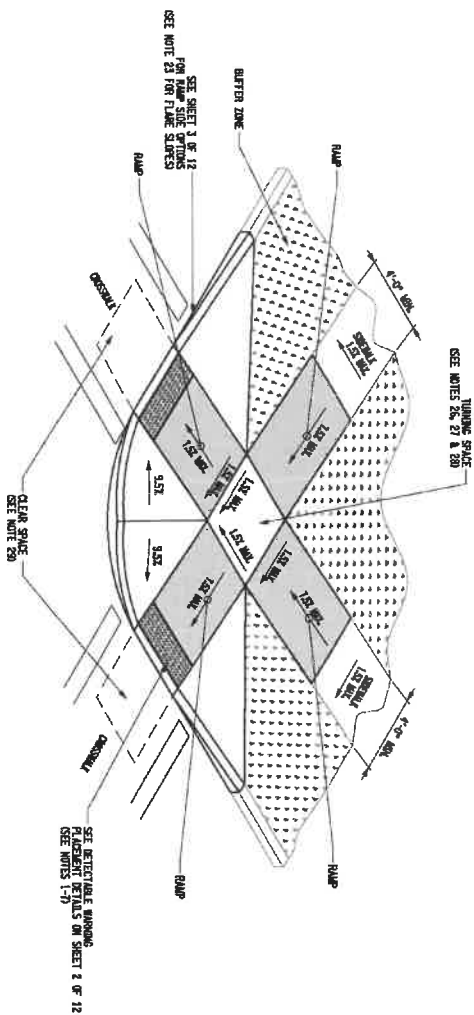 TURNING SPACE
(SEE NOTES 26, 27 & 28)
4'-0" MIN.
4'-0" MIN.
SIDEWALK
1.5% MAX.
SIDEWALK
1.5% MAX.
RAMP
RAMP
BUFFER ZONE
1.5% MAX.
1.5% MAX.
1.5% MAX.
1.5% MAX.
7.5% MAX.
7.5% MAX.
7.5% MAX.
9.5%
9.5%
SEE SHEET 3 OF 12
FOR RAMP SIDE OPTIONS
(SEE NOTE 23 FOR FLARE SLOPES)
RAMP
RAMP
CROSSWALK
CROSSWALK
CLEAR SPACE
(SEE NOTE 29)
SEE DETECTABLE WARNING
PLACEMENT DETAILS ON SHEET 2 OF 12
(SEE NOTES 1-7)